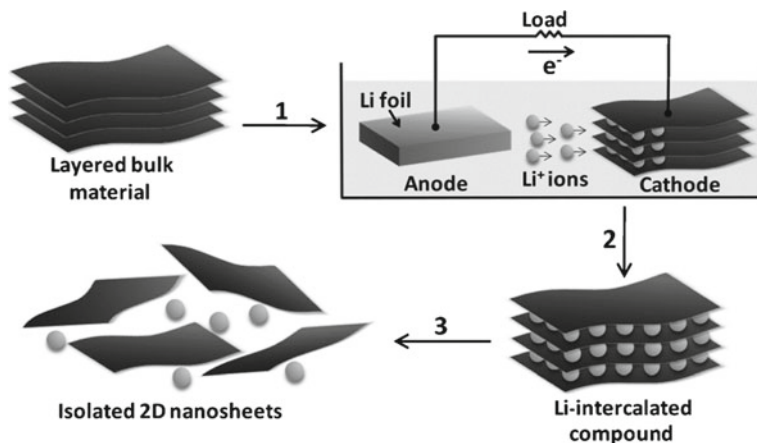 Layered bulk
material
1
Load
e⁻
Li foil
Anode
Li⁺ ions
Cathode
2
Li-intercalated
compound
3
Isolated 2D nanosheets